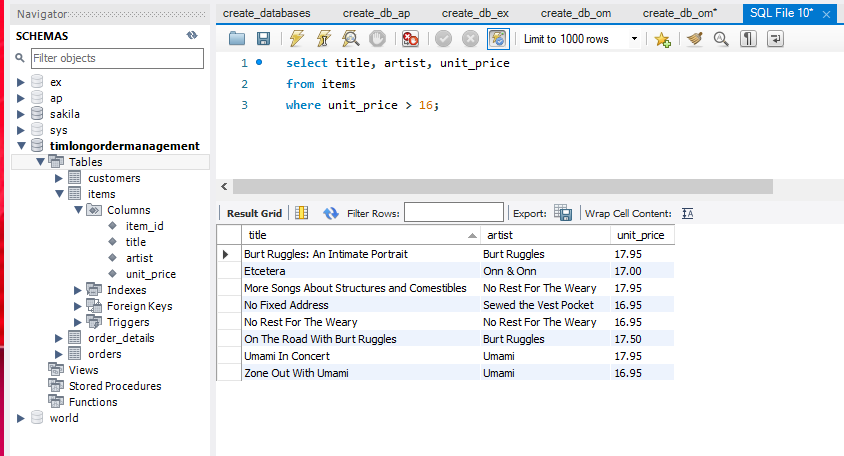 Navigator
SCHEMAS
Filter objects
ex
ap
sakila
sys
timlongordermanagement
Tables
customers
items
Columns
item_id
title
artist
unit_price
Indexes
Foreign Keys
Triggers
order_details
orders
Views
Stored Procedures
Functions
world
create_databases create_db_ap create_db_ex create_db_om create_db_om* SQL File 10*
Limit to 1000 rows
1 select title, artist, unit_price
2 from items
3 where unit_price > 16;
Result Grid Filter Rows: Export: Wrap Cell Content:
title artist unit_price
Burt Ruggles: An Intimate Portrait Burt Ruggles 17.95
Etcetera Onn & Onn 17.00
More Songs About Structures and Comestibles No Rest For The Weary 17.95
No Fixed Address Sewed the Vest Pocket 16.95
No Rest For The Weary No Rest For The Weary 16.95
On The Road With Burt Ruggles Burt Ruggles 17.50
Umami In Concert Umami 17.95
Zone Out With Umami Umami 16.95